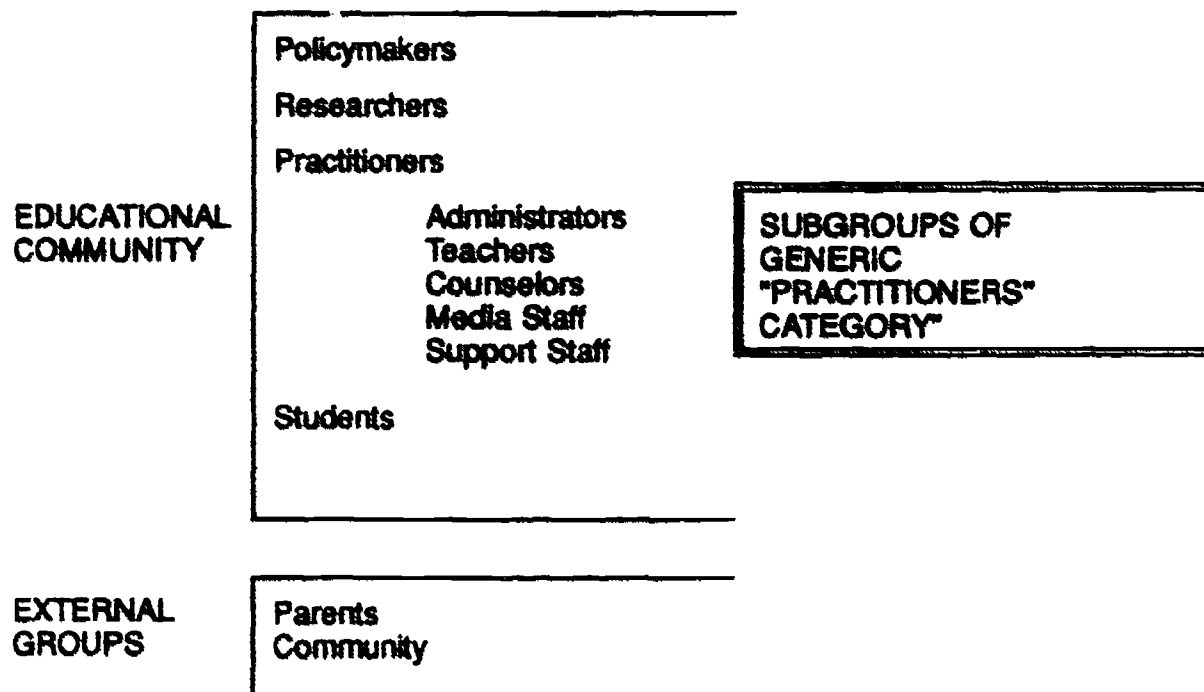 Policymakers
Researchers
Practitioners
EDUCATIONAL
COMMUNITY
Administrators
Teachers
Counselors
Media Staff
Support Staff
SUBGROUPS OF
GENERIC
"PRACTITIONERS"
CATEGORY"
Students
EXTERNAL
GROUPS
Parents
Community